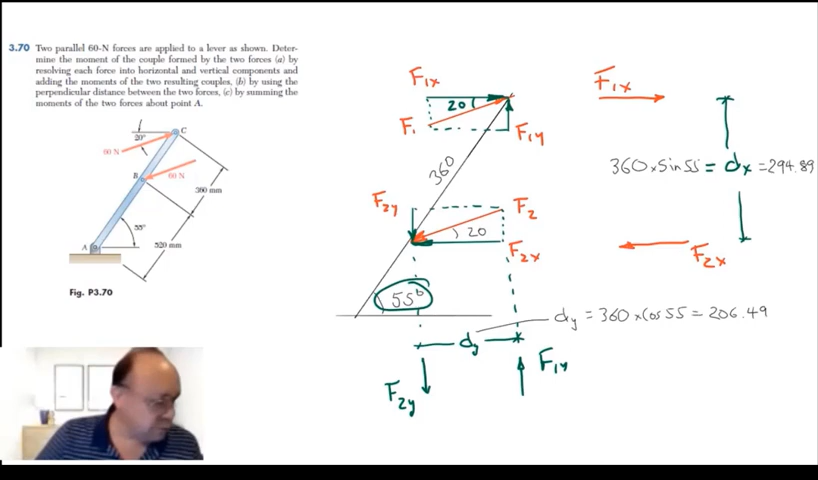 3.70 Two parallel 60-N forces are applied to a lever as shown. Deter-
mine the moment of the couple formed by the two forces (a) by
resolving each force into horizontal and vertical components and
adding the moments of the two resulting couples, (b) by using the
perpendicular distance between the two forces, (c) by summing the
moments of the two forces about point A.
20°
C
60 N
B
60 N
360 mm
A
55°
520 mm
Fig. P3.70
F1x
20
F1
F1y
360
F2y
F2
20
F2x
55°
dy
F2y
F1y
F1x
360 x Sin 55 = dx = 294.89
F2x
dy = 360 x Cos 55 = 206.49